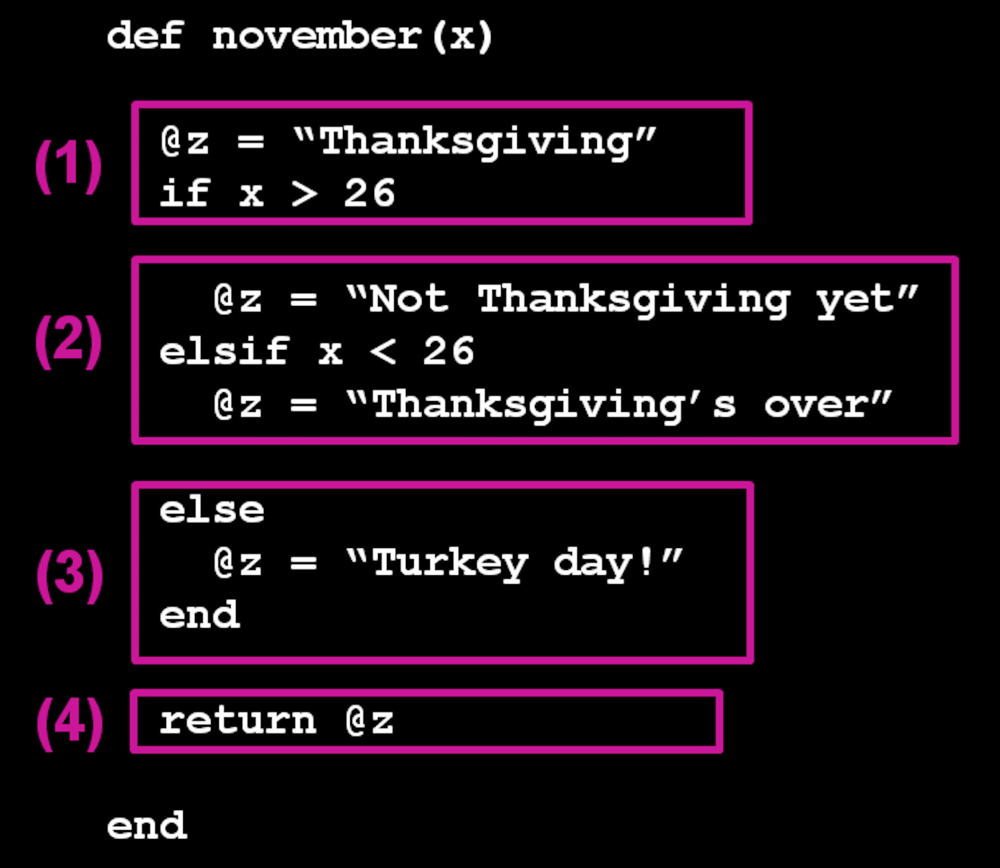 def november(x)
(1)
@z = “Thanksgiving”
if x > 26
(2)
@z = “Not Thanksgiving yet”
elsif x < 26
@z = “Thanksgiving’s over”
(3)
else
@z = “Turkey day!”
end
(4)
return @z
end